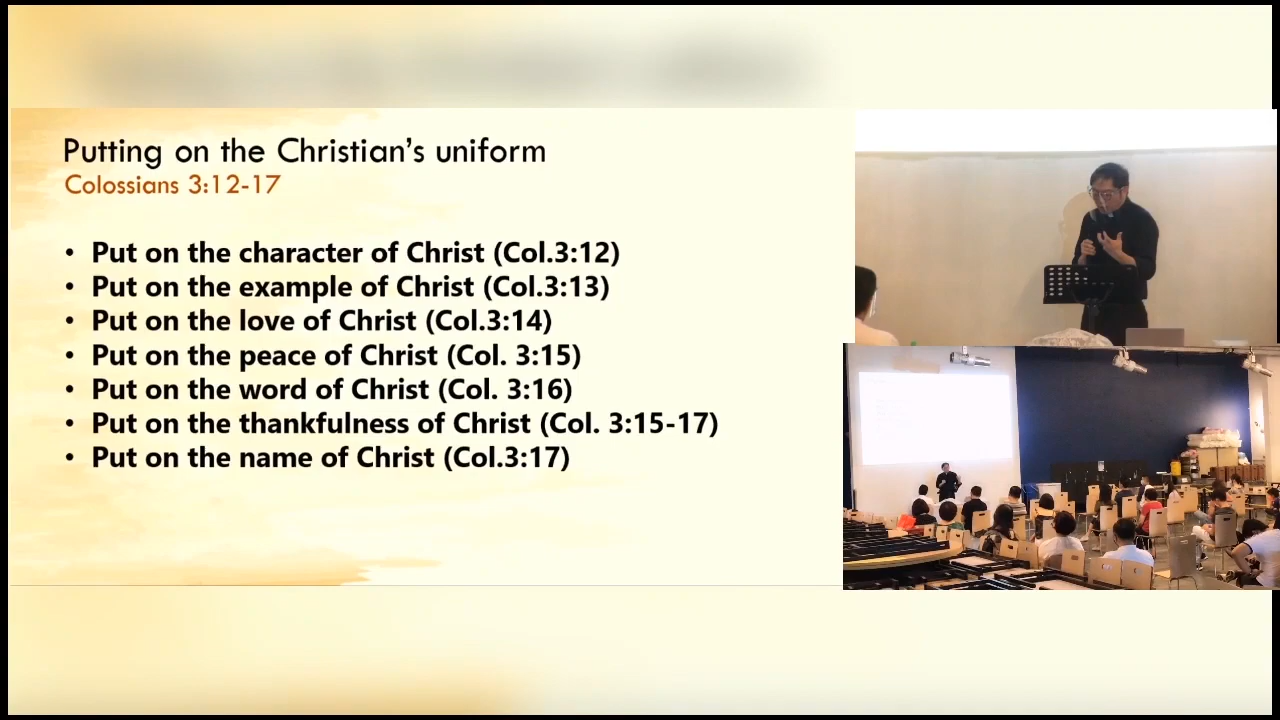 Putting on the Christian’s uniform
Colossians 3:12-17
• Put on the character of Christ (Col.3:12)
• Put on the example of Christ (Col.3:13)
• Put on the love of Christ (Col.3:14)
• Put on the peace of Christ (Col. 3:15)
• Put on the word of Christ (Col. 3:16)
• Put on the thankfulness of Christ (Col. 3:15-17)
• Put on the name of Christ (Col.3:17)